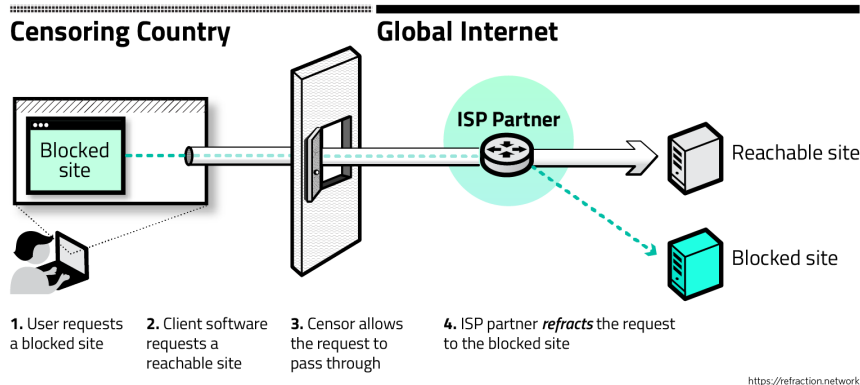 Censoring Country
Global Internet
ISP Partner
Blocked
site
Reachable site
Blocked site
1. User requests
a blocked site
2. Client software
requests a
reachable site
3. Censor allows
the request to
pass through
4. ISP partner refracts the request
to the blocked site
https://refraction.network